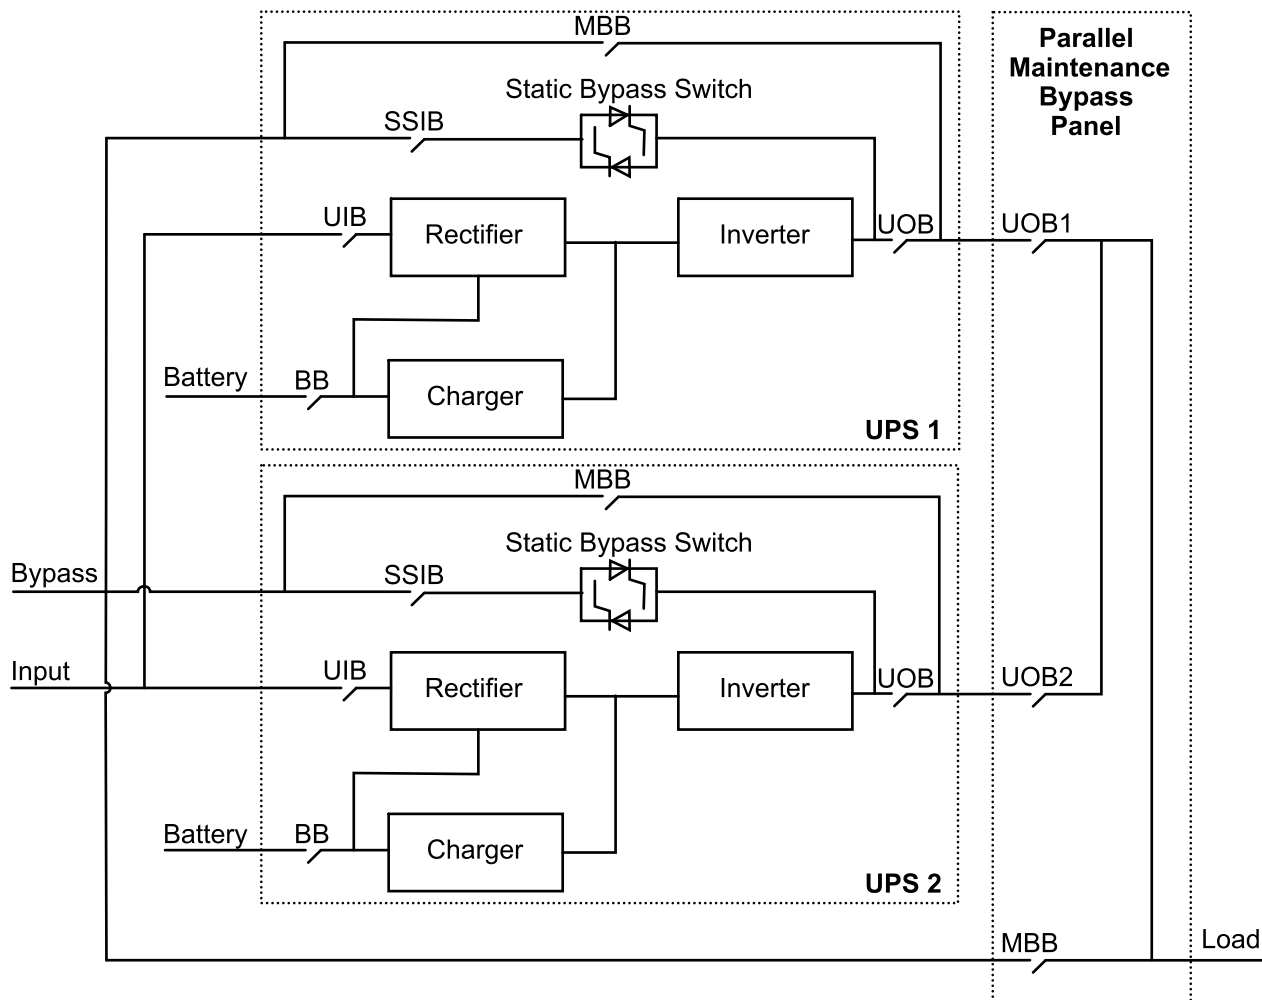 MBB
Parallel
Maintenance
Bypass
Panel
Static Bypass Switch
SSIB
UIB
Rectifier
Inverter
UOB
UOB1
Battery
BB
Charger
UPS 1
MBB
Static Bypass Switch
Bypass
SSIB
Input
UIB
Rectifier
Inverter
UOB
UOB2
Battery
BB
Charger
UPS 2
MBB
Load